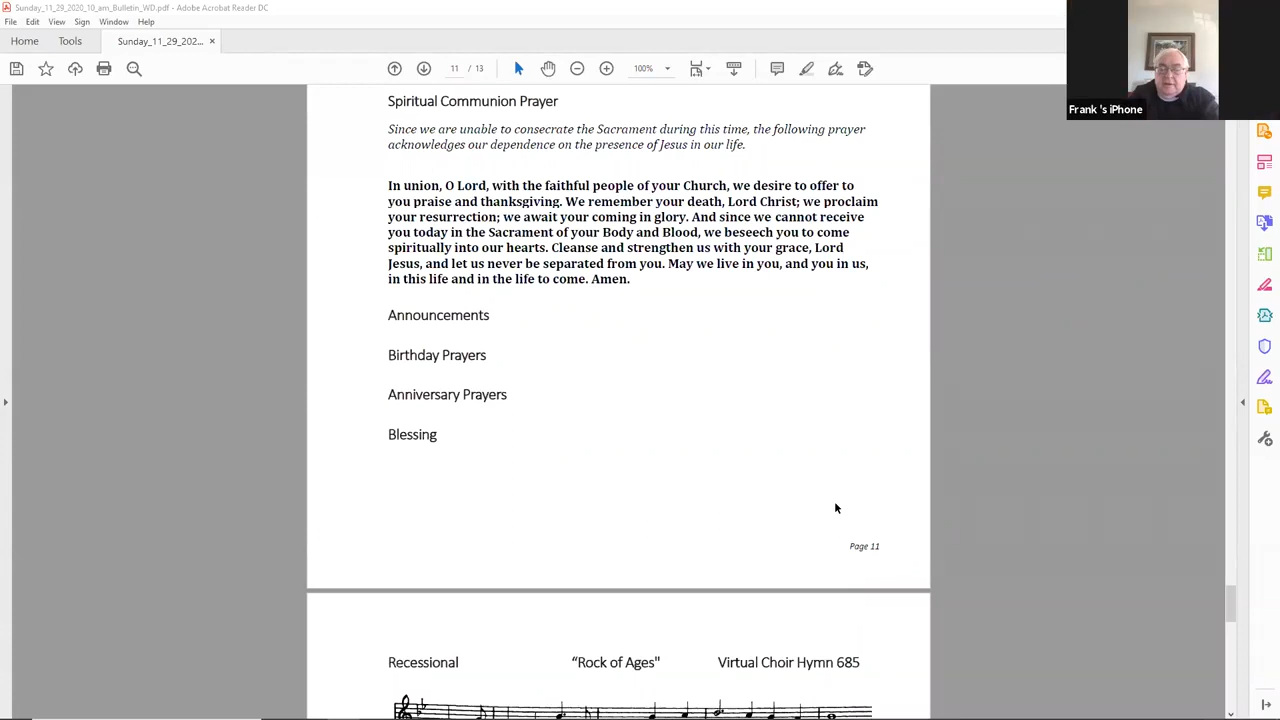 Sunday_11_29_2020_10_am_Bulletin_WD.pdf - Adobe Acrobat Reader DC
File Edit View Sign Window Help
Home Tools Sunday_11_29_202... ×
11 / 13 100%
Frank 's iPhone
Spiritual Communion Prayer
Since we are unable to consecrate the Sacrament during this time, the following prayer
acknowledges our dependence on the presence of Jesus in our life.
In union, O Lord, with the faithful people of your Church, we desire to offer to
you praise and thanksgiving. We remember your death, Lord Christ; we proclaim
your resurrection; we await your coming in glory. And since we cannot receive
you today in the Sacrament of your Body and Blood, we beseech you to come
spiritually into our hearts. Cleanse and strengthen us with your grace, Lord
Jesus, and let us never be separated from you. May we live in you, and you in us,
in this life and in the life to come. Amen.
Announcements
Birthday Prayers
Anniversary Prayers
Blessing
Page 11
Recessional “Rock of Ages" Virtual Choir Hymn 685